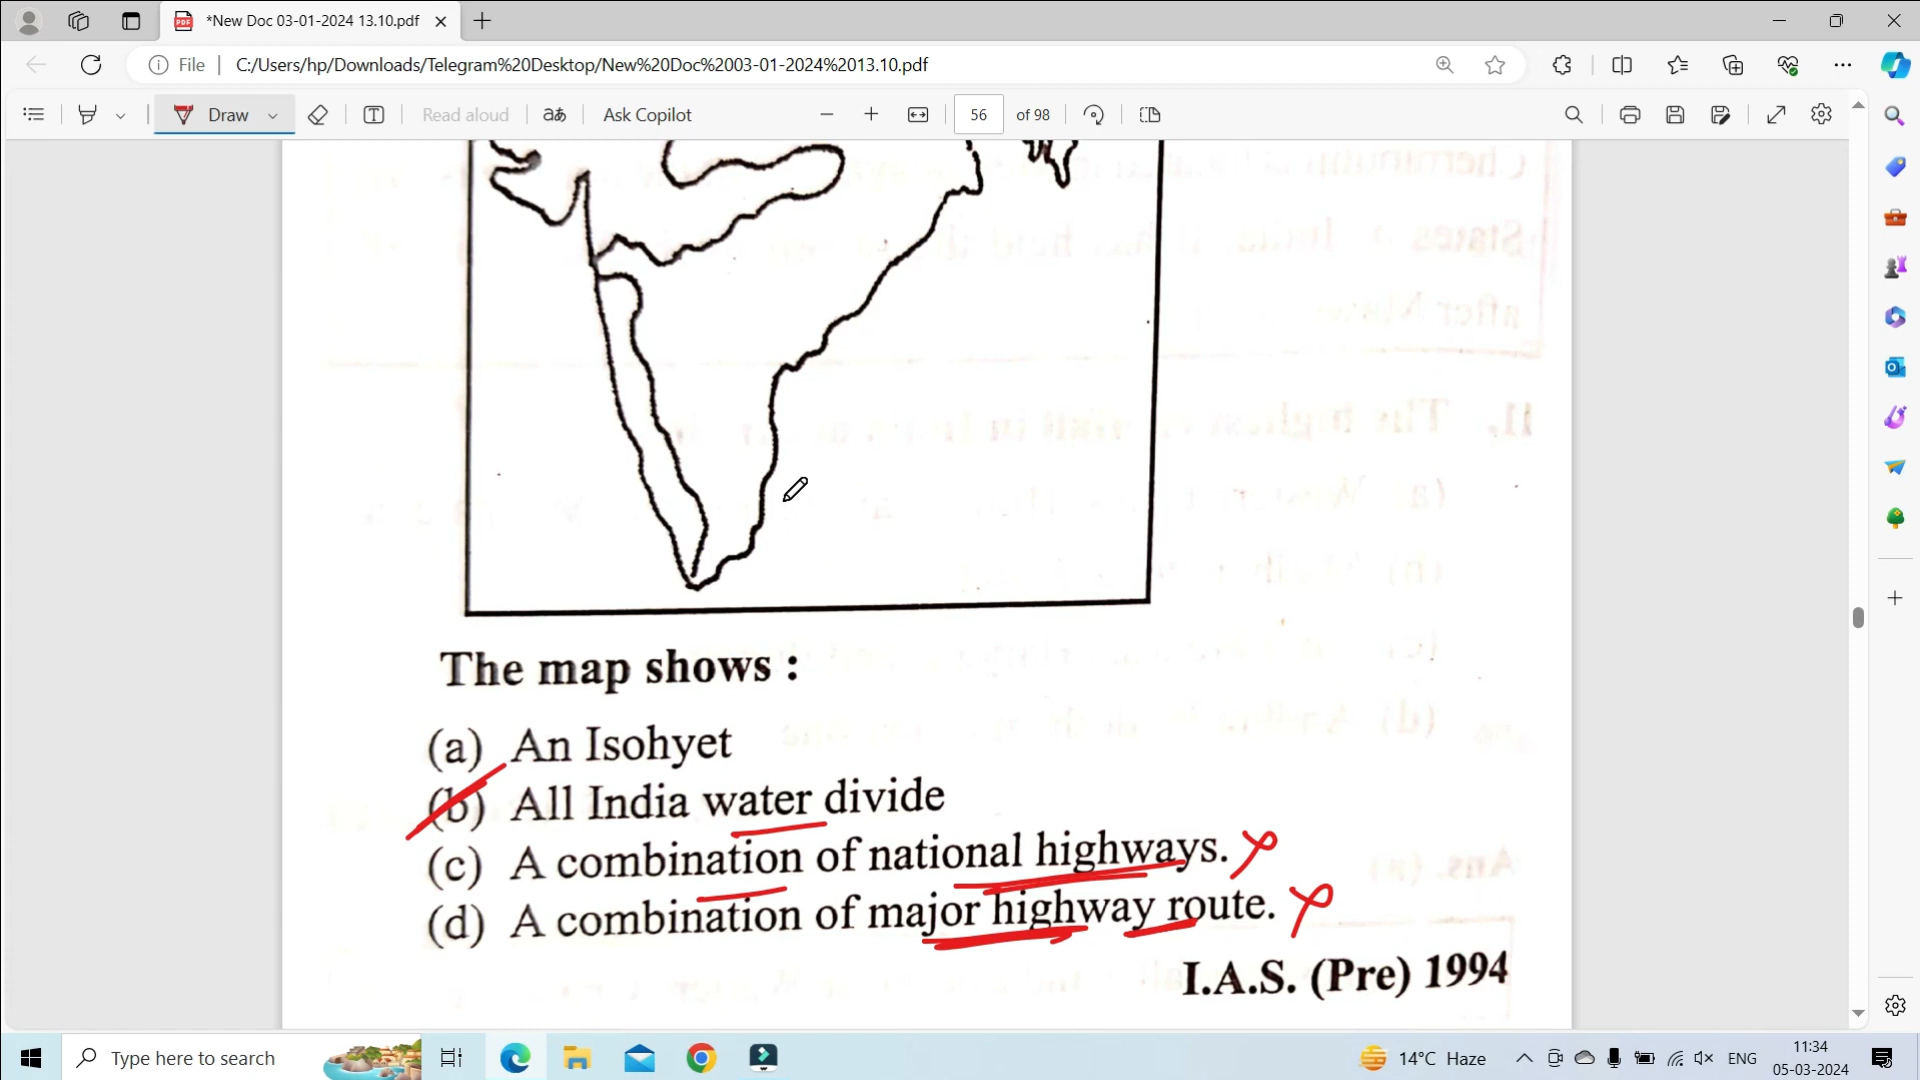 *New Doc 03-01-2024 13.10.pdf
File
C:/Users/hp/Downloads/Telegram%20Desktop/New%20Doc%2003-01-2024%2013.10.pdf
Draw
Read aloud
aあ
Ask Copilot
56 of 98
The map shows :
(a) An Isohyet
(b) All India water divide
(c) A combination of national highways.
(d) A combination of major highway route.
I.A.S. (Pre) 1994
Type here to search
14°C Haze
ENG
11:34
05-03-2024